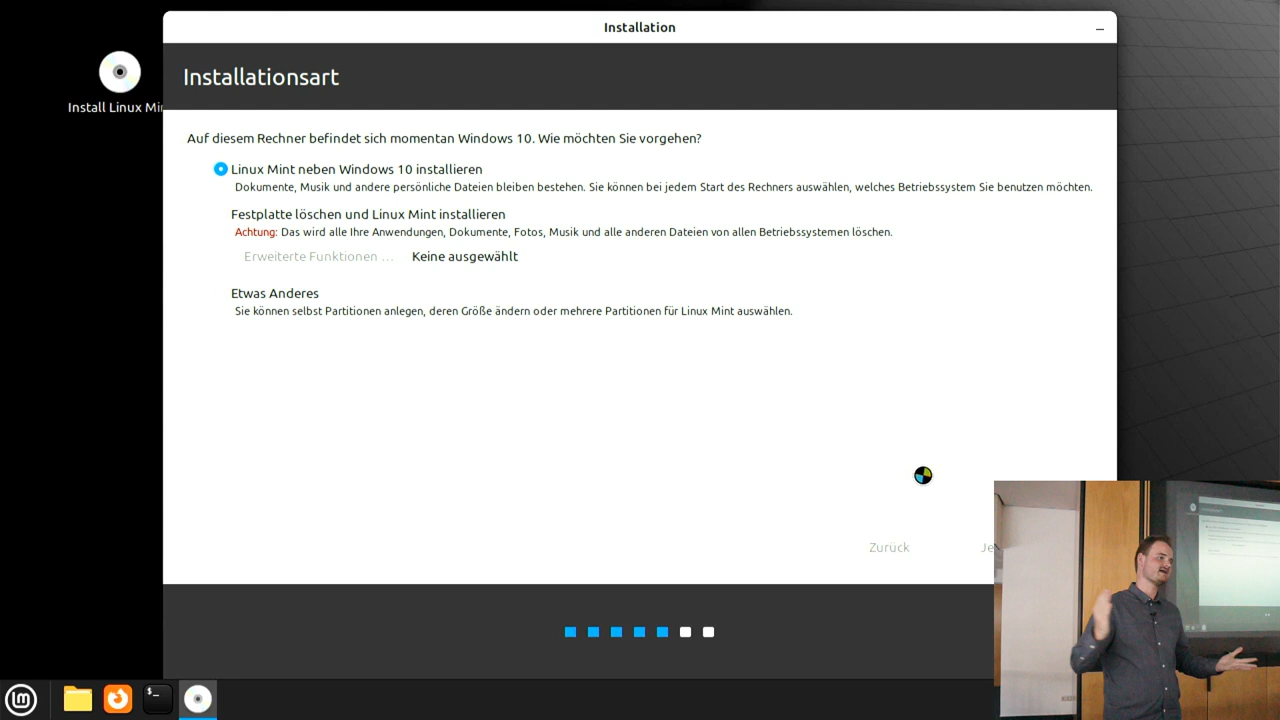 Installation
Install Linux Min
Installationsart
Auf diesem Rechner befindet sich momentan Windows 10. Wie möchten Sie vorgehen?
Linux Mint neben Windows 10 installieren
Dokumente, Musik und andere persönliche Dateien bleiben bestehen. Sie können bei jedem Start des Rechners auswählen, welches Betriebssystem Sie benutzen möchten.
Festplatte löschen und Linux Mint installieren
Achtung: Das wird alle Ihre Anwendungen, Dokumente, Fotos, Musik und alle anderen Dateien von allen Betriebssystemen löschen.
Erweiterte Funktionen … Keine ausgewählt
Etwas Anderes
Sie können selbst Partitionen anlegen, deren Größe ändern oder mehrere Partitionen für Linux Mint auswählen.
Zurück Je
$_